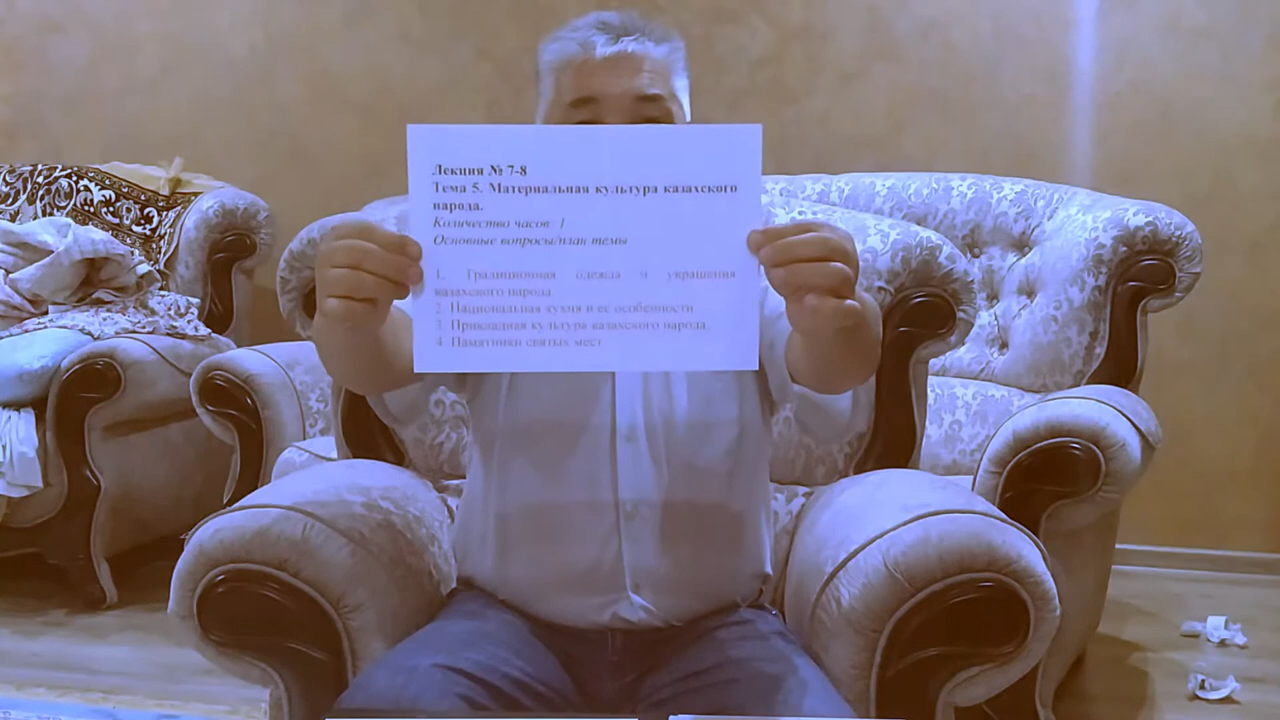 Лекция № 7-8
Тема 5. Материальная культура казахского
народа.
Количество часов: 1
Основные вопросы/план темы
1. Традиционная одежда и украшения
казахского народа.
2. Национальная кухня и ее особенности
3. Прикладная культура казахского народа.
4. Памятники святых мест